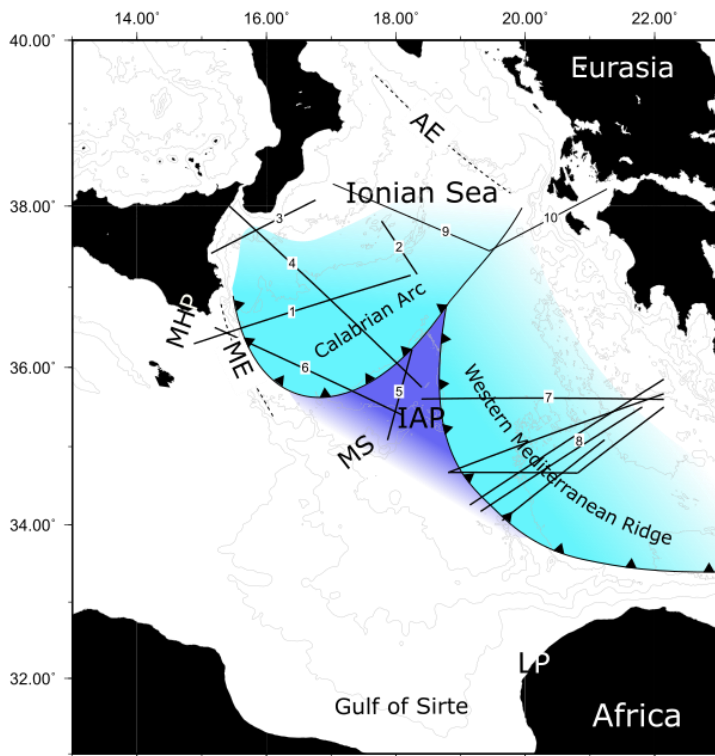 14.00° 16.00° 18.00° 20.00° 22.00°
40.00°
Eurasia
AE
38.00°
Ionian Sea
3
10
9
2
4
MHP
1
Calabrian Arc
ME
36.00°
6
5
7
IAP
MS
8
Western Mediterranean Ridge
34.00°
32.00°
LP
Gulf of Sirte
Africa